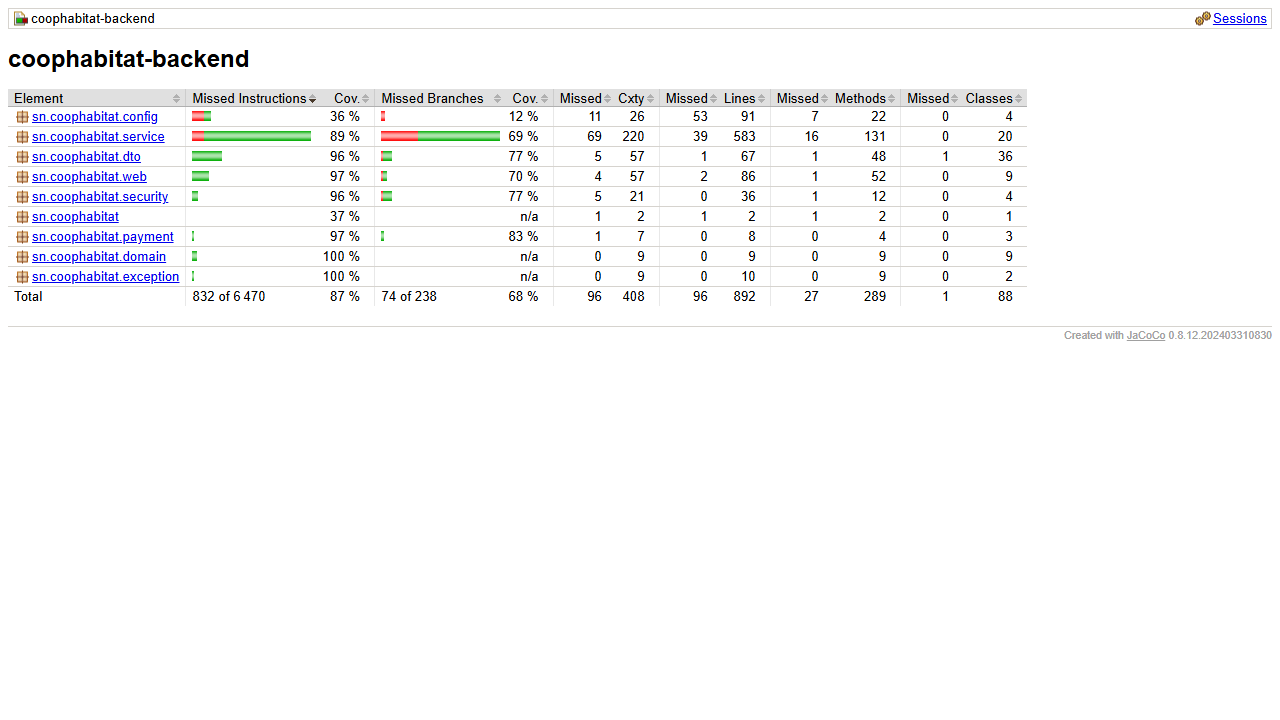 coophabitat-backend Sessions
coophabitat-backend
Element Missed Instructions Cov. Missed Branches Cov. Missed Cxty Missed Lines Missed Methods Missed Classes
sn.coophabitat.config 36 % 12 % 11 26 53 91 7 22 0 4
sn.coophabitat.service 89 % 69 % 69 220 39 583 16 131 0 20
sn.coophabitat.dto 96 % 77 % 5 57 1 67 1 48 1 36
sn.coophabitat.web 97 % 70 % 4 57 2 86 1 52 0 9
sn.coophabitat.security 96 % 77 % 5 21 0 36 1 12 0 4
sn.coophabitat 37 % n/a 1 2 1 2 1 2 0 1
sn.coophabitat.payment 97 % 83 % 1 7 0 8 0 4 0 3
sn.coophabitat.domain 100 % n/a 0 9 0 9 0 9 0 9
sn.coophabitat.exception 100 % n/a 0 9 0 10 0 9 0 2
Total 832 of 6 470 87 % 74 of 238 68 % 96 408 96 892 27 289 1 88
Created with JaCoCo 0.8.12.202403310830